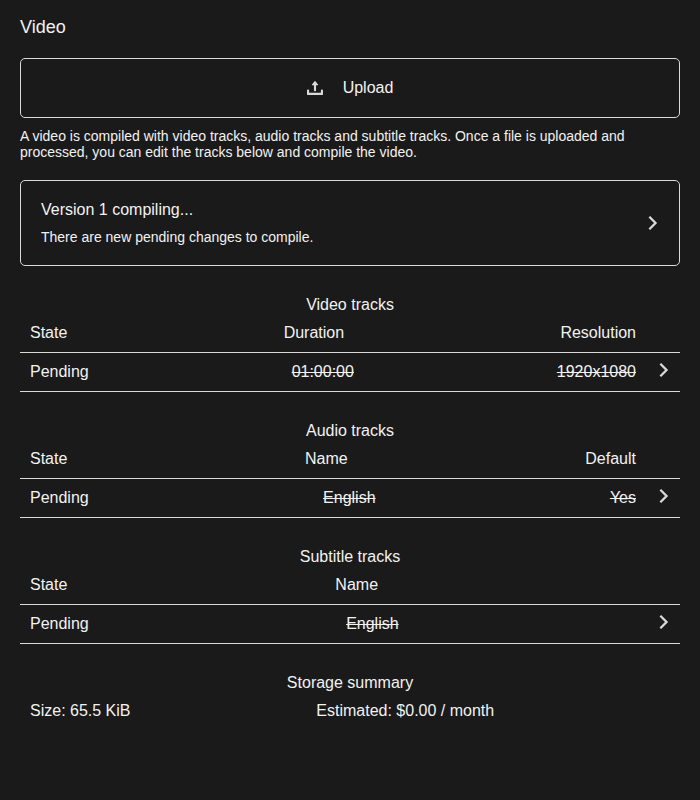 Video
Upload
A video is compiled with video tracks, audio tracks and subtitle tracks. Once a file is uploaded and
processed, you can edit the tracks below and compile the video.
Version 1 compiling...
There are new pending changes to compile.
Video tracks
State Duration Resolution
Pending 01:00:00 1920x1080
Audio tracks
State Name Default
Pending English Yes
Subtitle tracks
State Name
Pending English
Storage summary
Size: 65.5 KiB Estimated: $0.00 / month